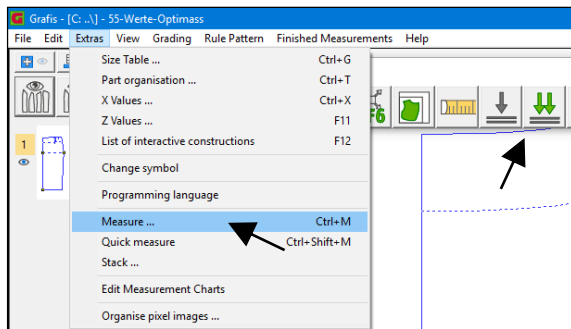 Grafis - [C: ..\] - 55-Werte-Optimass
File Edit Extras View Grading Rule Pattern Finished Measurements Help
Size Table ... Ctrl+G
Part organisation ... Ctrl+T
X Values ... Ctrl+X
Z Values ... F11
List of interactive constructions F12
Change symbol
Programming language
Measure ... Ctrl+M
Quick measure Ctrl+Shift+M
Stack ...
Edit Measurement Charts
Organise pixel images ...
F6
1